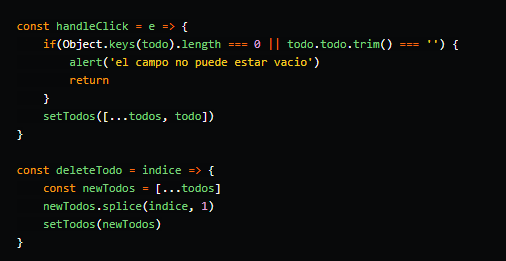 const handleClick = e => {
    if(Object.keys(todo).length === 0 || todo.todo.trim() === '') {
        alert('el campo no puede estar vacio')
        return
    }
    setTodos([...todos, todo])
}

const deleteTodo = indice => {
    const newTodos = [...todos]
    newTodos.splice(indice, 1)
    setTodos(newTodos)
}